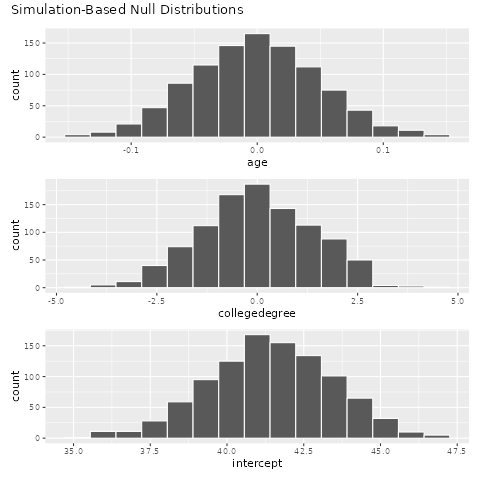 Simulation-Based Null Distributions
150
100
50
0
count
-0.1 0.0 0.1
age
150
100
50
0
count
-5.0 -2.5 0.0 2.5 5.0
collegedegree
150
100
50
0
count
35.0 37.5 40.0 42.5 45.0 47.5
intercept